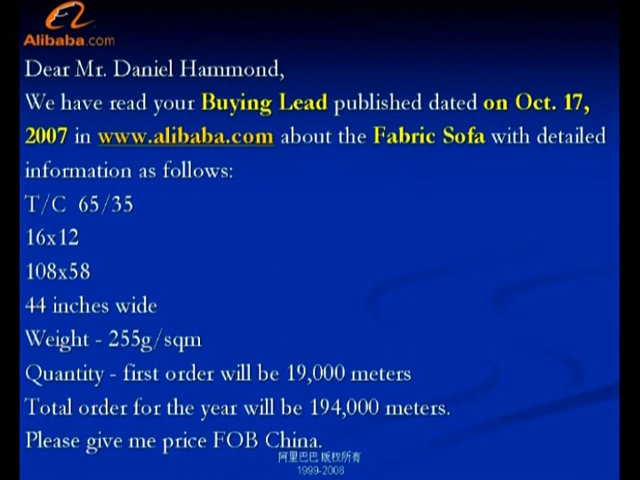 Alibaba.com
Dear Mr. Daniel Hammond,
We have read your Buying Lead published dated on Oct. 17,
2007 in www.alibaba.com about the Fabric Sofa with detailed
information as follows:
T/C 65/35
16x12
108x58
44 inches wide
Weight - 255g/sqm
Quantity - first order will be 19,000 meters
Total order for the year will be 194,000 meters.
Please give me price FOB China.
阿里巴巴 版权所有
1999-2008